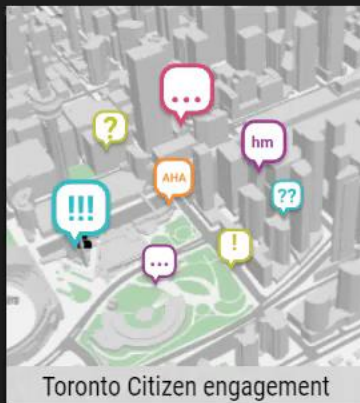 ...
?
hm
AHA
!!!
??
!
...
Toronto Citizen engagement